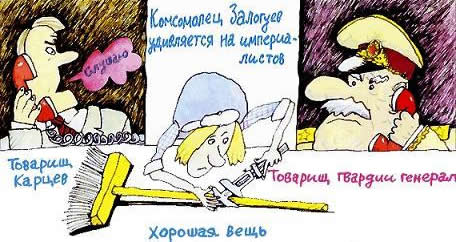 Комсомолец Залогуев
удивляется на империа-
листов
Слушаю
Товарищ
Карцев
Товарищ гвардии генерал
Хорошая вещь